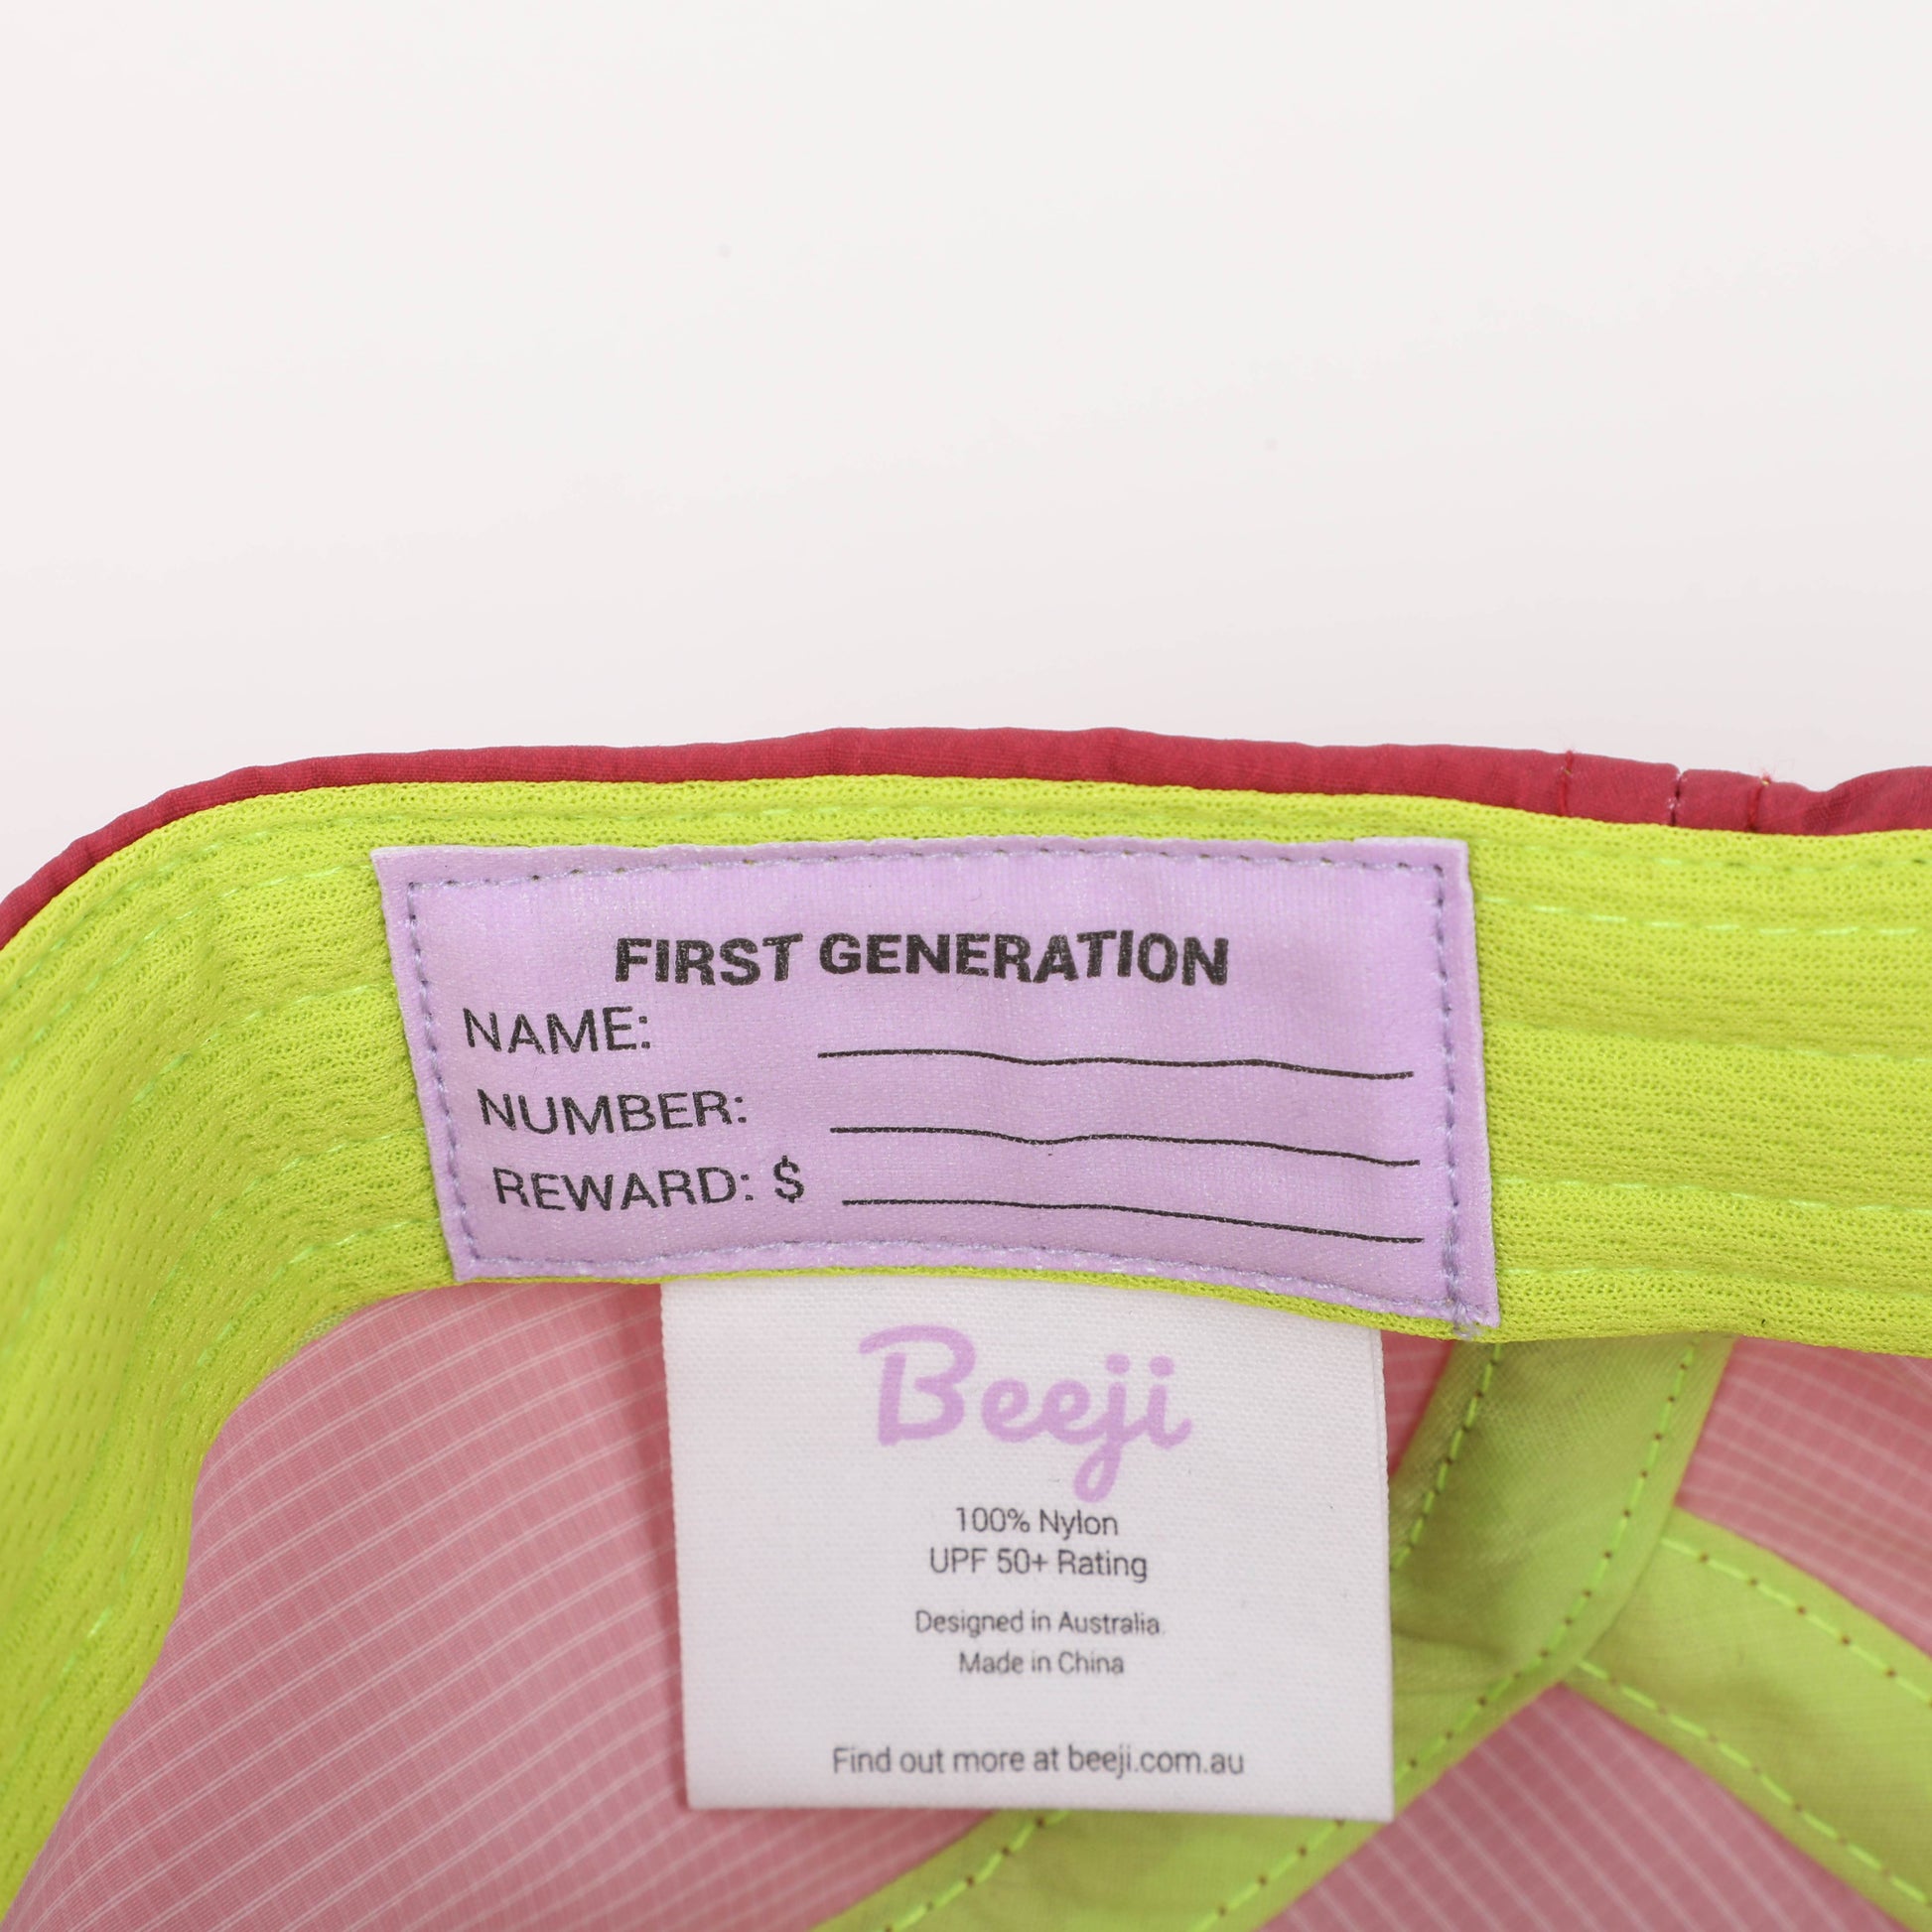 FIRST GENERATION
NAME:
NUMBER:
REWARD: $
Beeji
100% Nylon
UPF 50+ Rating
Designed in Australia.
Made in China
Find out more at beeji.com.au